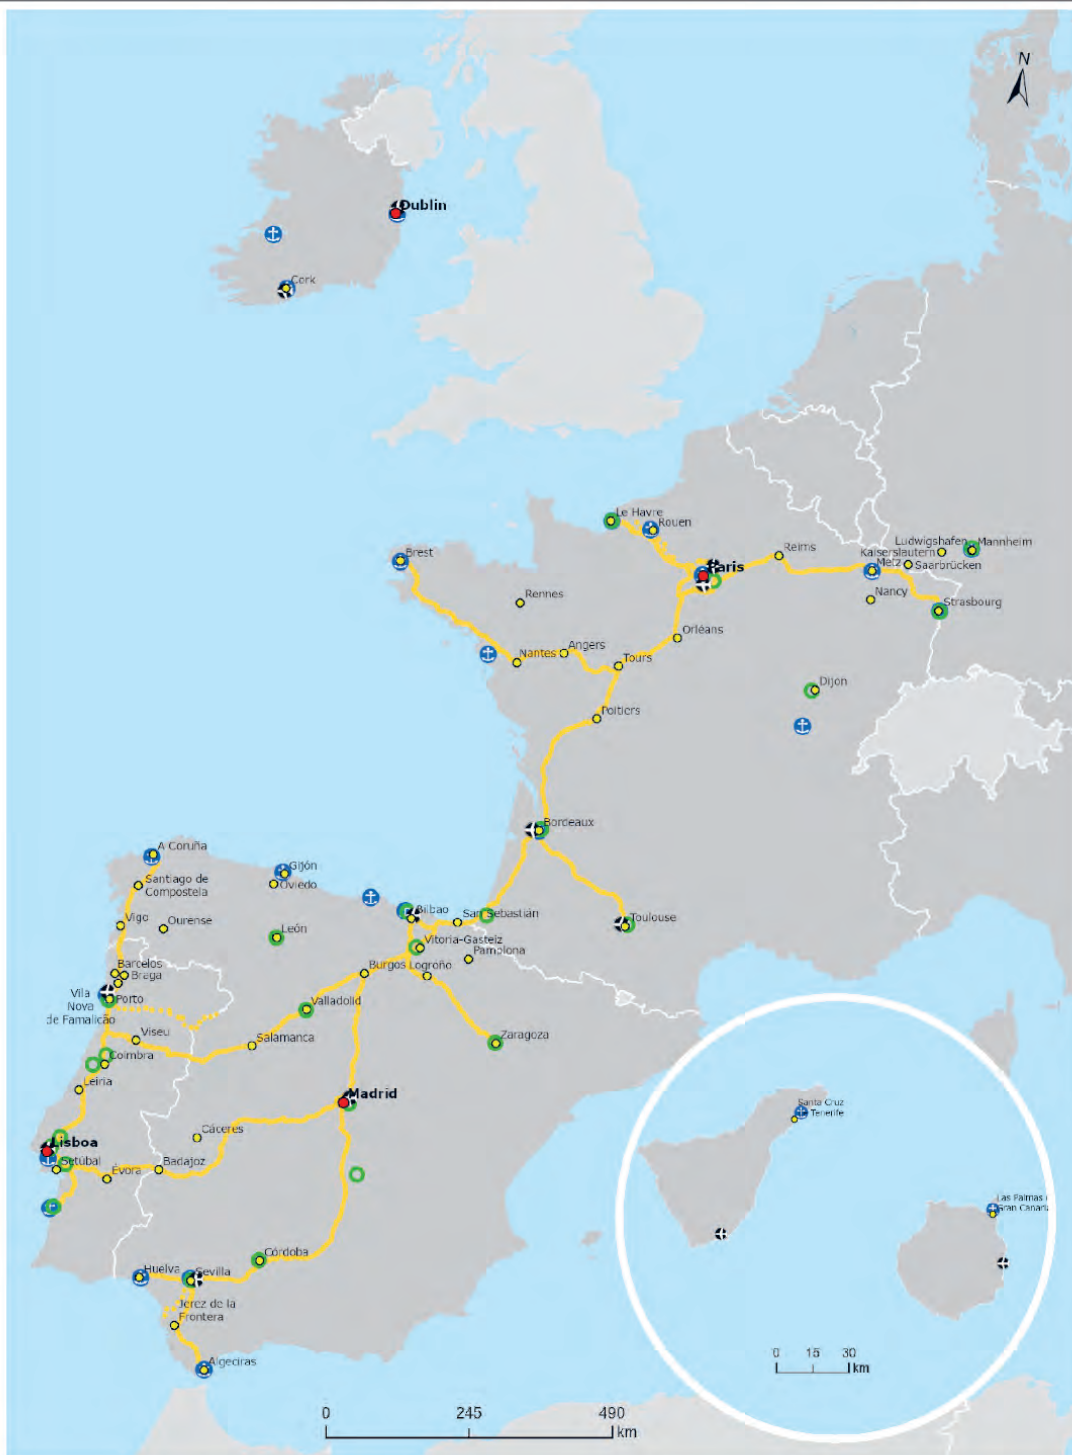 N
Dublin
Cork
Le Havre
Rouen
Brest
Paris
Reims
Ludwigshafen
Mannheim
Kaiserslautern
Metz
Saarbrücken
Rennes
Nancy
Strasbourg
Orléans
Angers
Nantes
Tours
Dijon
Poitiers
Bordeaux
A Coruña
Gijón
Santiago de
Compostela
Oviedo
Bilbao
San Sebastián
Toulouse
Vigo
Ourense
León
Vitoria-Gasteiz
Pamplona
Barcelos
Braga
Burgos
Logroño
Vila
Nova
de Famalicão
Porto
Valladolid
Viseu
Salamanca
Zaragoza
Coimbra
Leiria
Madrid
Santa Cruz
Tenerife
Cáceres
Lisboa
Setúbal
Évora
Badajoz
Las Palmas
Gran Canaria
Córdoba
Huelva
Sevilla
Jerez de la
Frontera
Algeciras
0 15 30
km
0 245 490
km